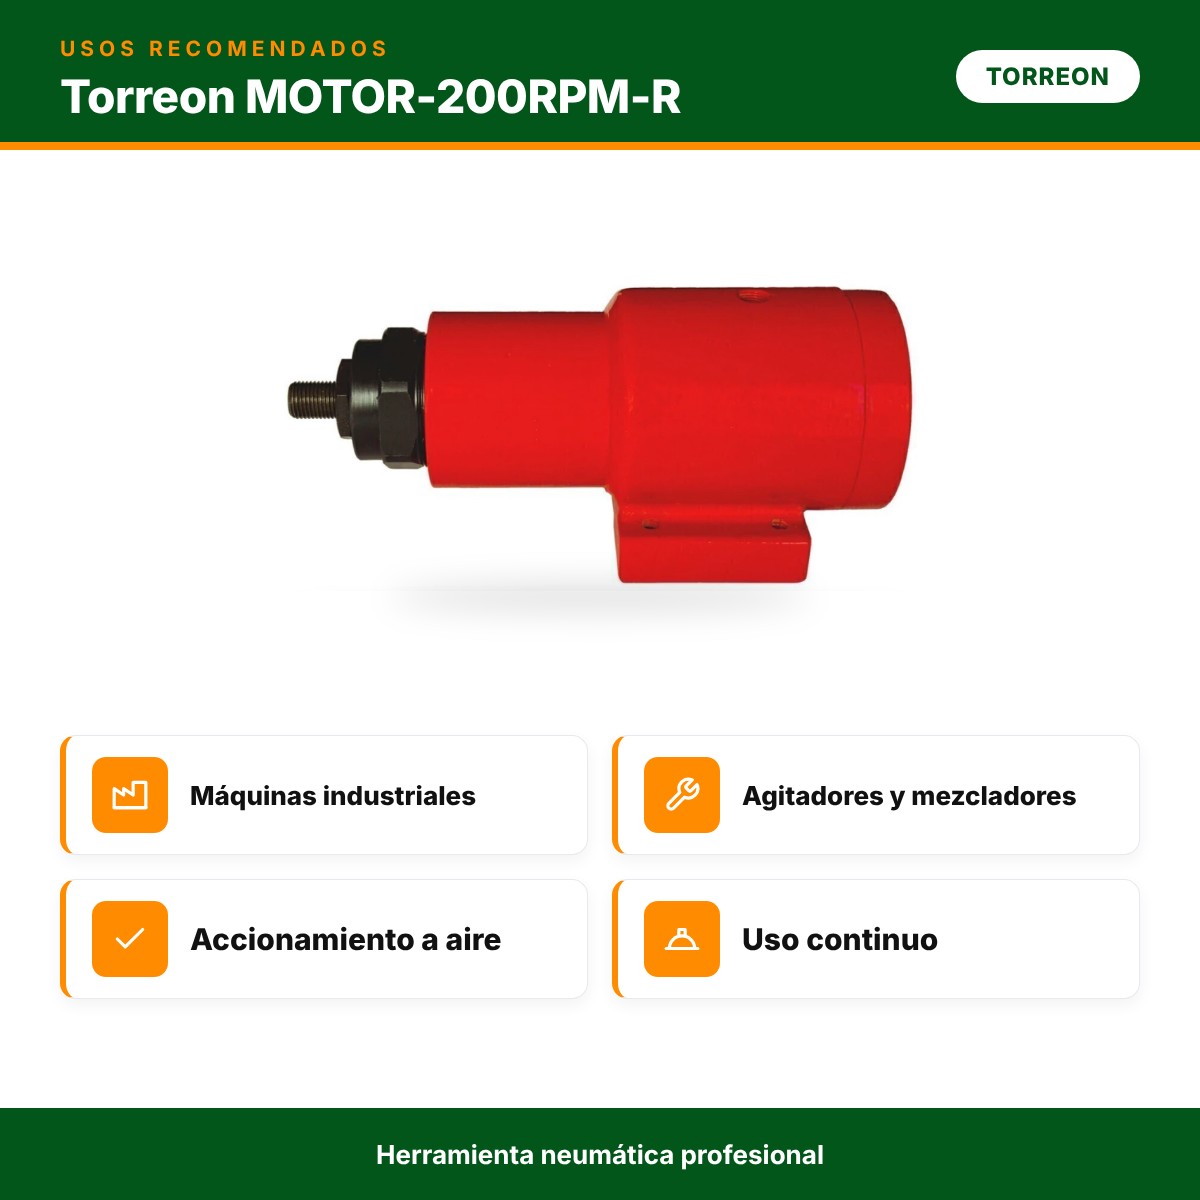 USOS RECOMENDADOS
Torreon MOTOR-200RPM-R
TORREON
Máquinas industriales
Agitadores y mezcladores
Accionamiento a aire
Uso continuo
Herramienta neumática profesional